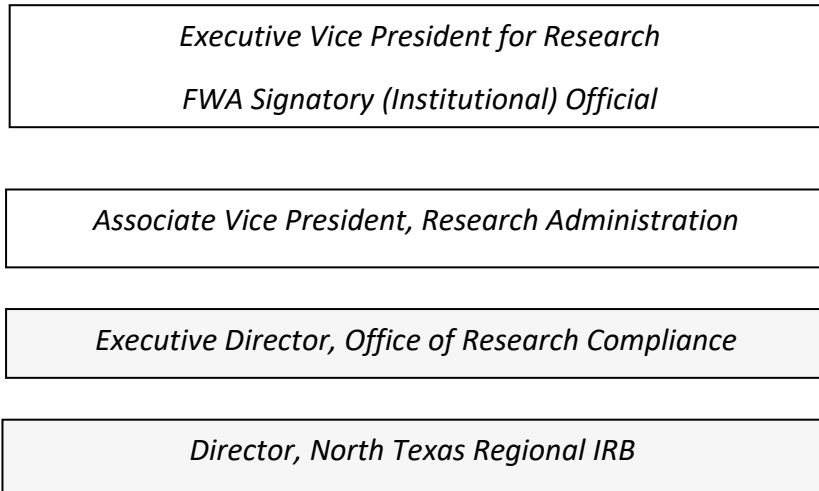 Executive Vice President for Research
FWA Signatory (Institutional) Official
Associate Vice President, Research Administration
Executive Director, Office of Research Compliance
Director, North Texas Regional IRB